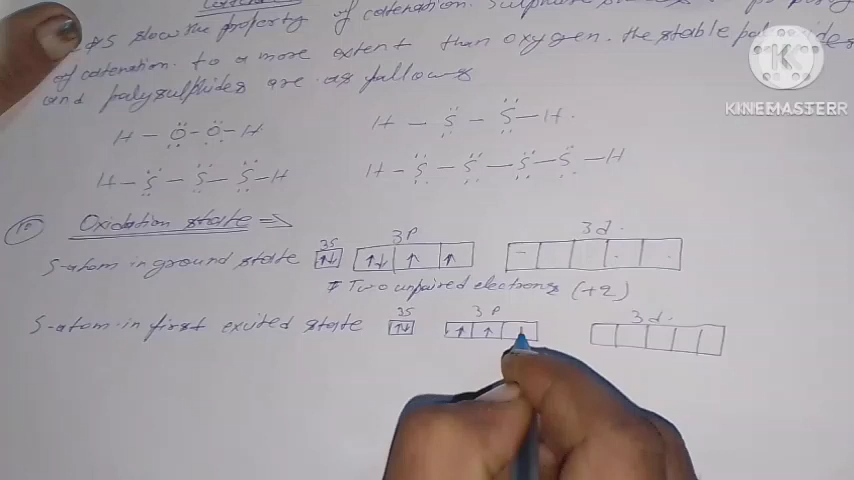 of catenation.
S show the property
of catenation. to a more extent than oxygen. the stable
and polysulphides are as follows
KINEMASTER
H - O - O - H
H - S - S - H
H - S - S - S - H
H - S - S - S - S - H
10 Oxidation state ⇒
3s 3p 3d
S-atom in ground state ↑↓ ↑↓ ↑ ↑
Two unpaired electrons (+2)
3s 3p 3d
S-atom in first excited state ↑↓ ↑ ↑